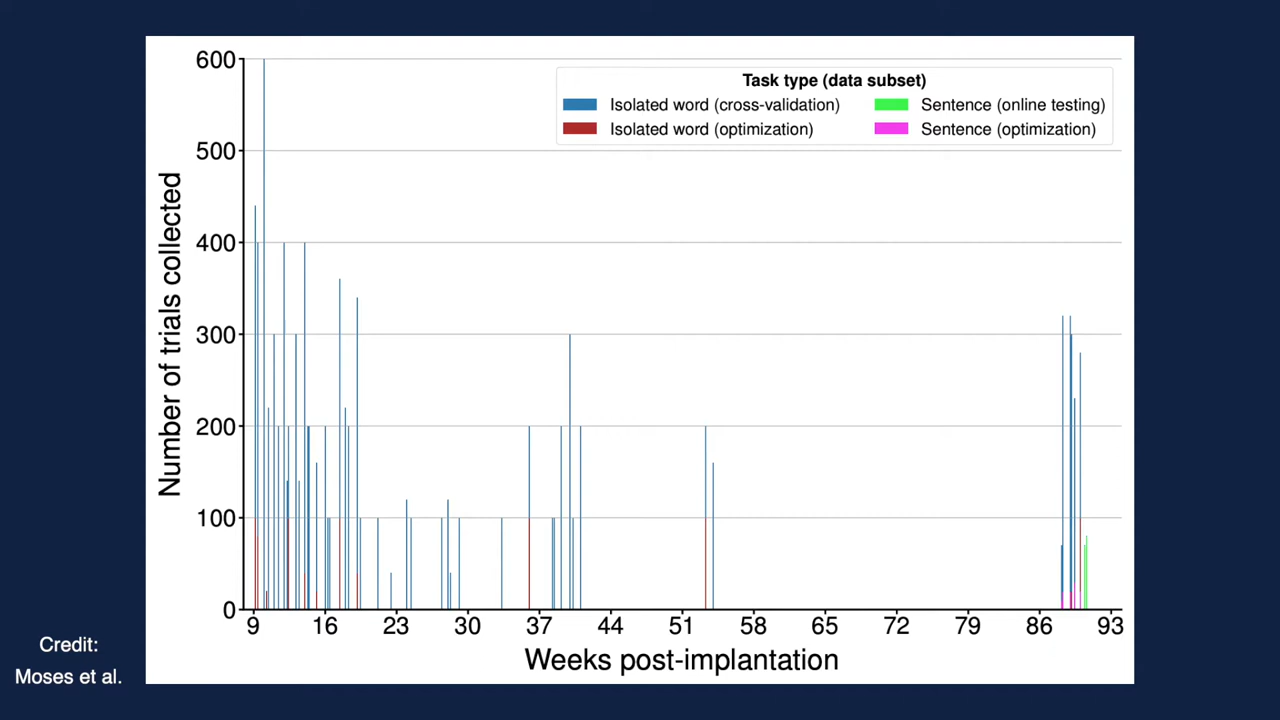 600
500
400
300
200
100
0
Number of trials collected
Task type (data subset)
Isolated word (cross-validation)
Sentence (online testing)
Isolated word (optimization)
Sentence (optimization)
9 16 23 30 37 44 51 58 65 72 79 86 93
Weeks post-implantation
Credit:
Moses et al.